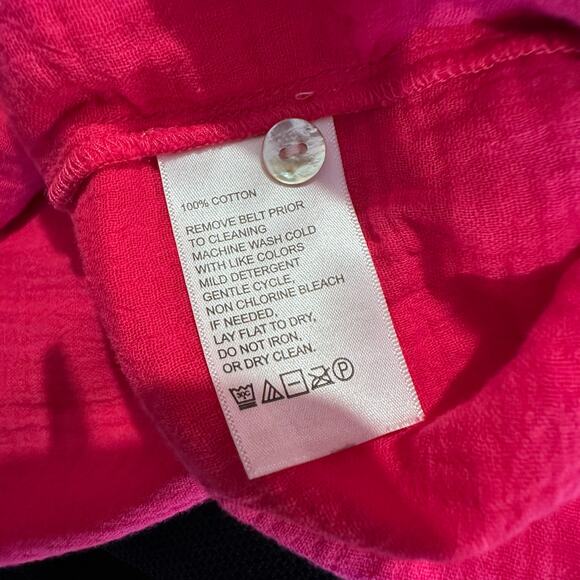 100% COTTON
REMOVE BELT PRIOR
TO CLEANING
MACHINE WASH COLD
WITH LIKE COLORS
MILD DETERGENT
GENTLE CYCLE,
NON CHLORINE BLEACH
IF NEEDED,
LAY FLAT TO DRY,
DO NOT IRON,
OR DRY CLEAN.
30°C P